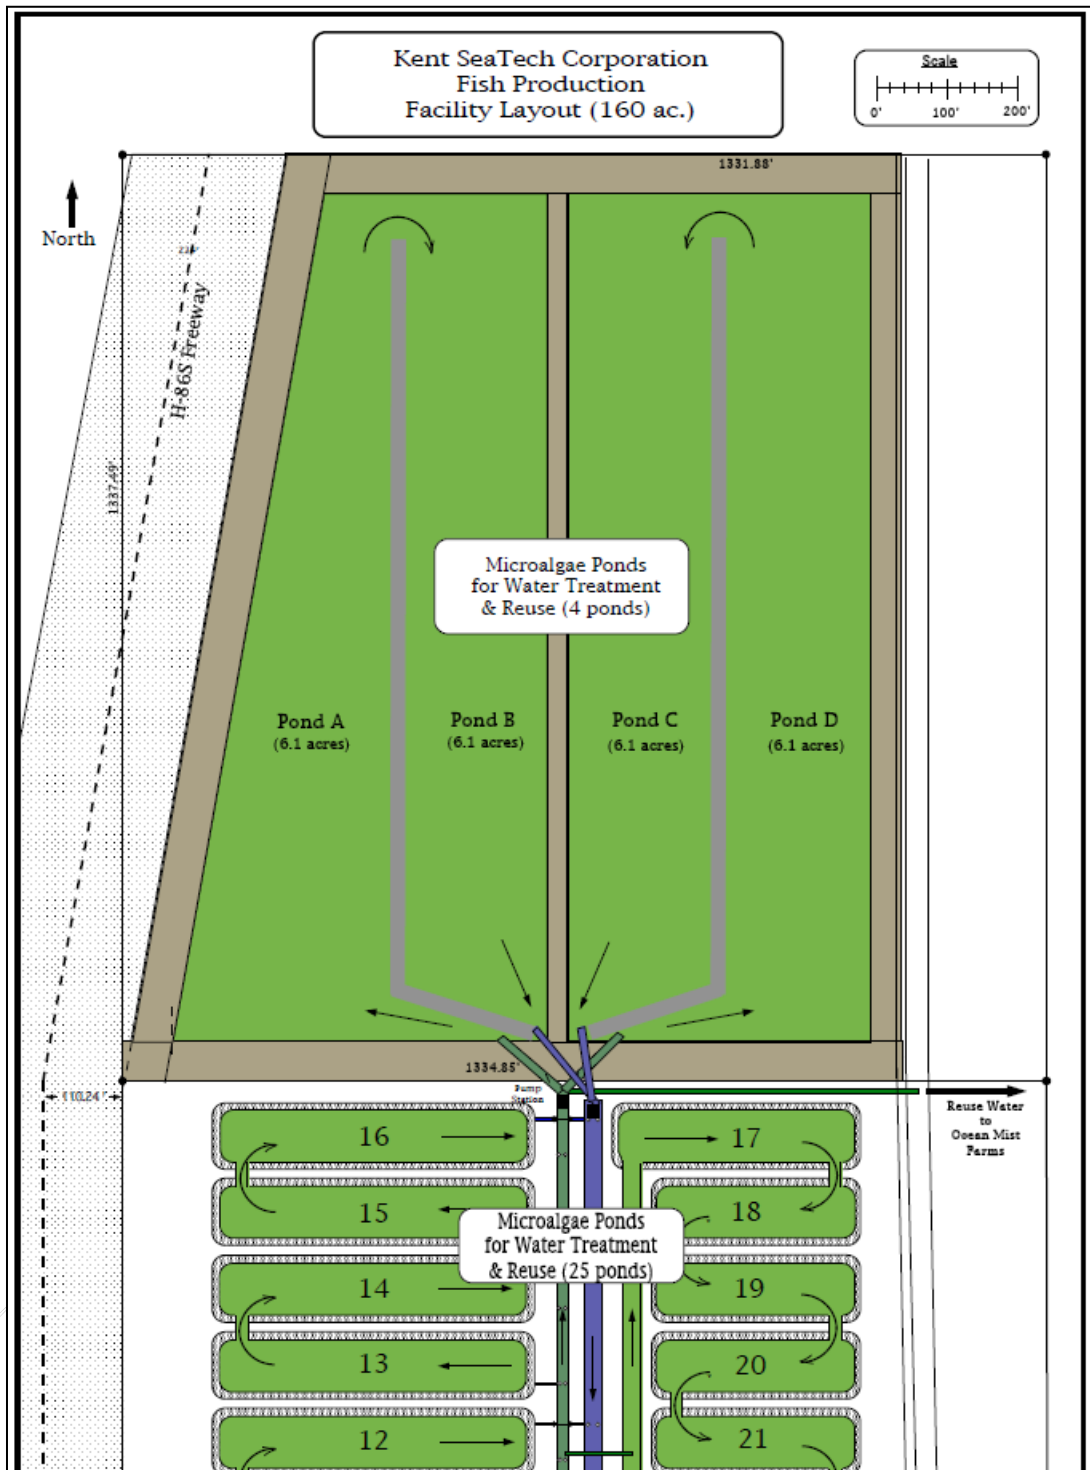 Kent SeaTech Corporation
Fish Production
Facility Layout (160 ac.)
Scale
0' 100' 200'
1331.88'
North
H-86S Freeway
1337.49'
Microalgae Ponds
for Water Treatment
& Reuse (4 ponds)
Pond A
(6.1 acres)
Pond B
(6.1 acres)
Pond C
(6.1 acres)
Pond D
(6.1 acres)
1334.85'
Pump
Station
110.24'
Reuse Water
to
Ocean Mist
Farms
16
17
15
18
Microalgae Ponds
for Water Treatment
& Reuse (25 ponds)
14
19
13
20
12
21